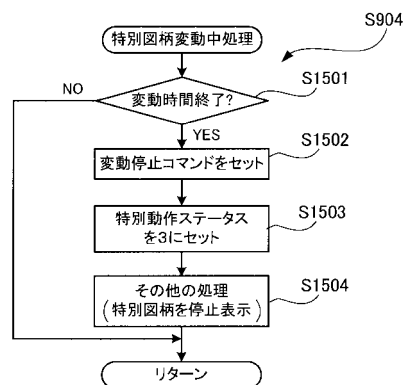 特別図柄変動中処理
S904
NO
変動時間終了?
S1501
YES
変動停止コマンドをセット
S1502
特別動作ステータス
を3にセット
S1503
その他の処理
(特別図柄を停止表示)
S1504
リターン